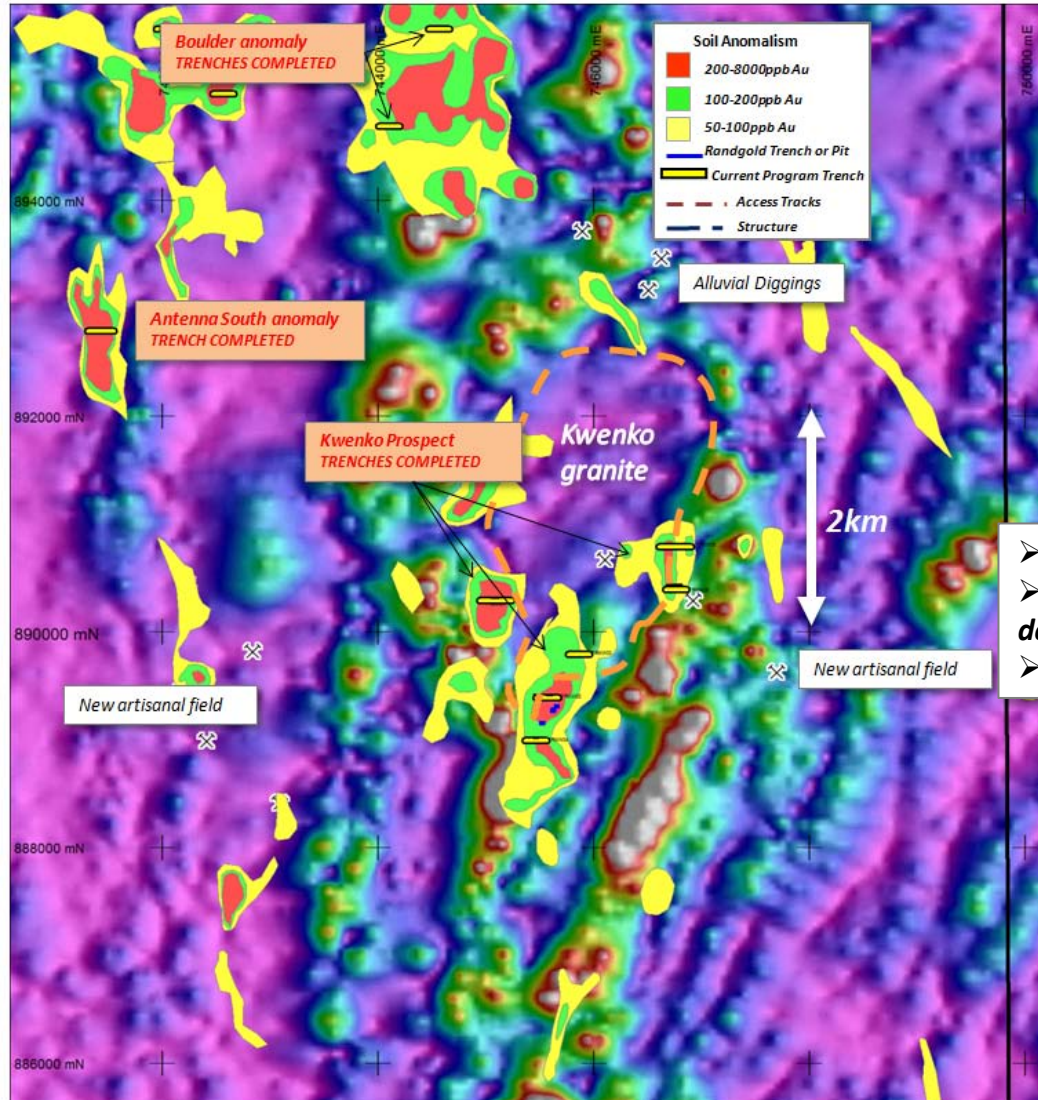 Boulder anomaly
TRENCHES COMPLETED
744000 mE
746000 mE
Soil Anomalism
200-8000ppb Au
100-200ppb Au
50-100ppb Au
Randgold Trench or Pit
Current Program Trench
Access Tracks
Structure
894000 mN
Alluvial Diggings
Antenna South anomaly
TRENCH COMPLETED
892000 mN
Kwenko Prospect
TRENCHES COMPLETED
Kwenko
granite
2km
890000 mN
New artisanal field
New artisanal field
888000 mN
886000 mN